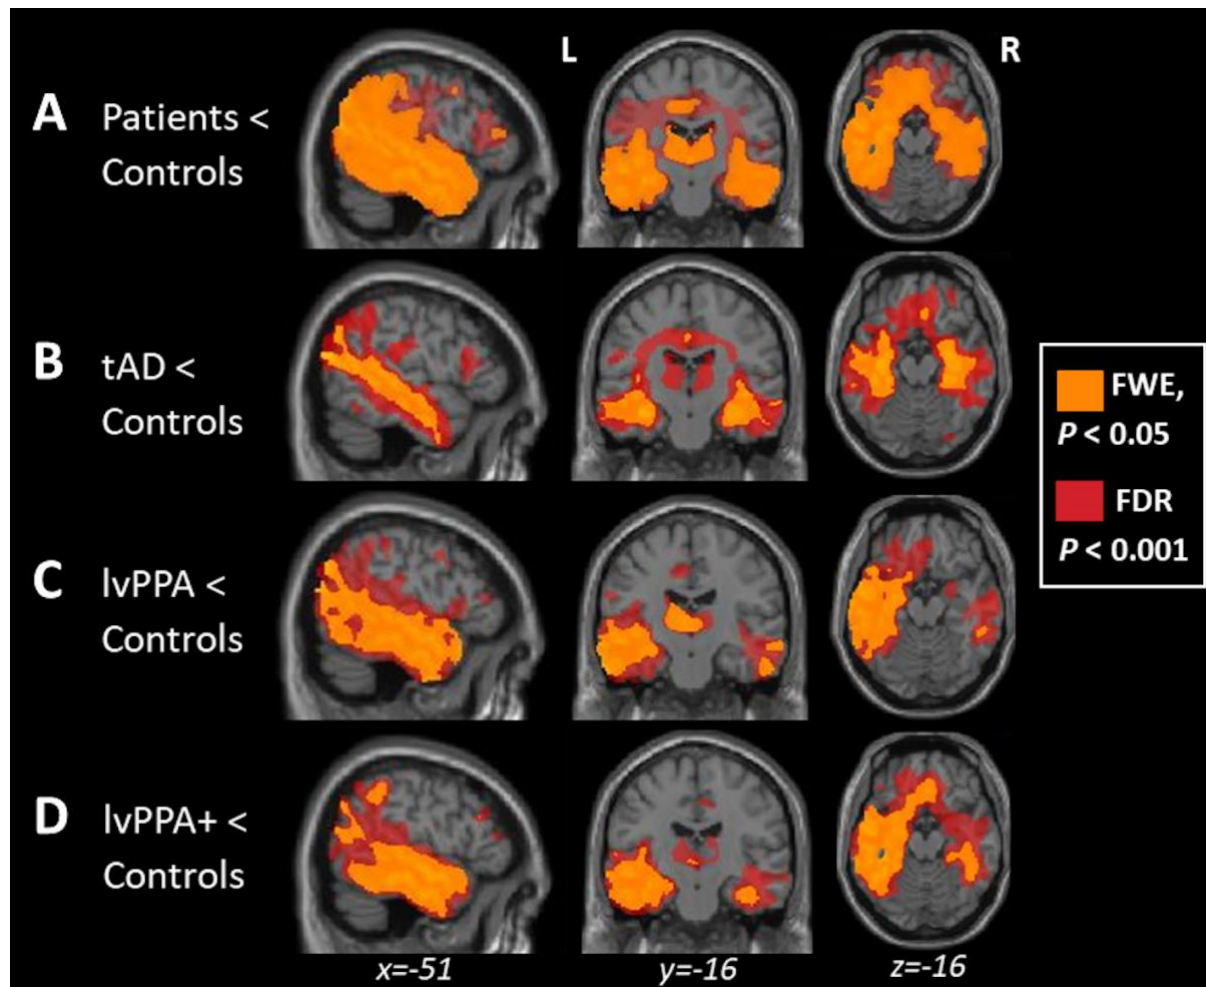 L
R
A Patients <
Controls
B tAD <
Controls
C lvPPA <
Controls
D lvPPA+ <
Controls
x=-51
y=-16
z=-16
FWE,
P < 0.05
FDR
P < 0.001